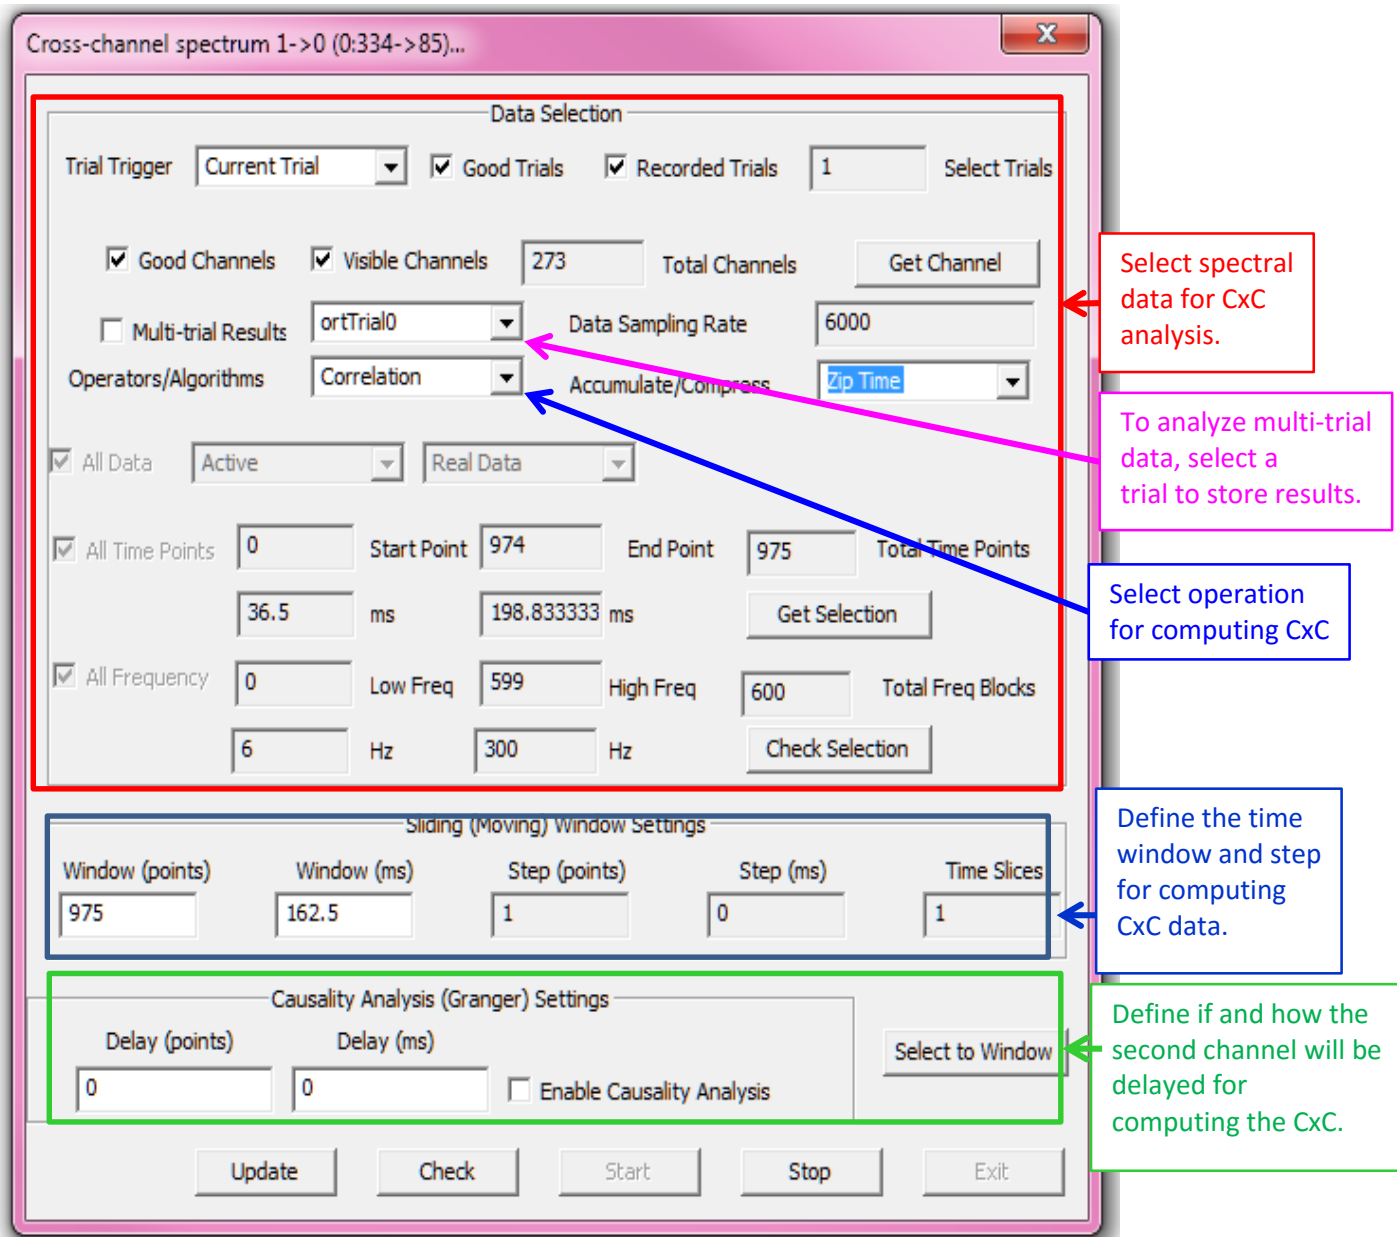 Cross-channel spectrum 1->0 (0:334->85)...
X
Data Selection
Trial Trigger Current Trial Good Trials Recorded Trials 1 Select Trials
Good Channels Visible Channels 273 Total Channels Get Channel
Multi-trial Results ortTrial0 Data Sampling Rate 6000
Operators/Algorithms Correlation Accumulate/Compress Zip Time
All Data Active Real Data
All Time Points 0 Start Point 974 End Point 975 Total Time Points
36.5 ms 198.833333 ms Get Selection
All Frequency 0 Low Freq 599 High Freq 600 Total Freq Blocks
6 Hz 300 Hz Check Selection
Sliding (Moving) Window Settings
Window (points) Window (ms) Step (points) Step (ms) Time Slices
975 162.5 1 0 1
Causality Analysis (Granger) Settings
Delay (points) Delay (ms)
0 0 Enable Causality Analysis
Select to Window
Update Check Start Stop Exit
Select spectral
data for CxC
analysis.
To analyze multi-trial
data, select a
trial to store results.
Select operation
for computing CxC
Define the time
window and step
for computing
CxC data.
Define if and how the
second channel will be
delayed for
computing the CxC.